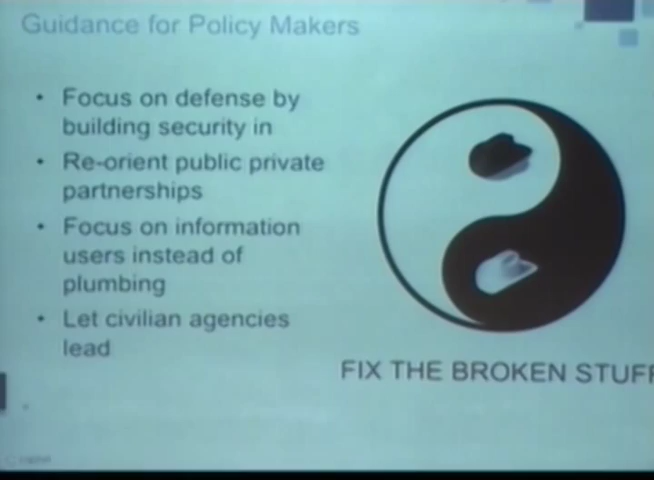 Guidance for Policy Makers
• Focus on defense by
building security in
• Re-orient public private
partnerships
• Focus on information
users instead of
plumbing
• Let civilian agencies
lead
FIX THE BROKEN STUFF